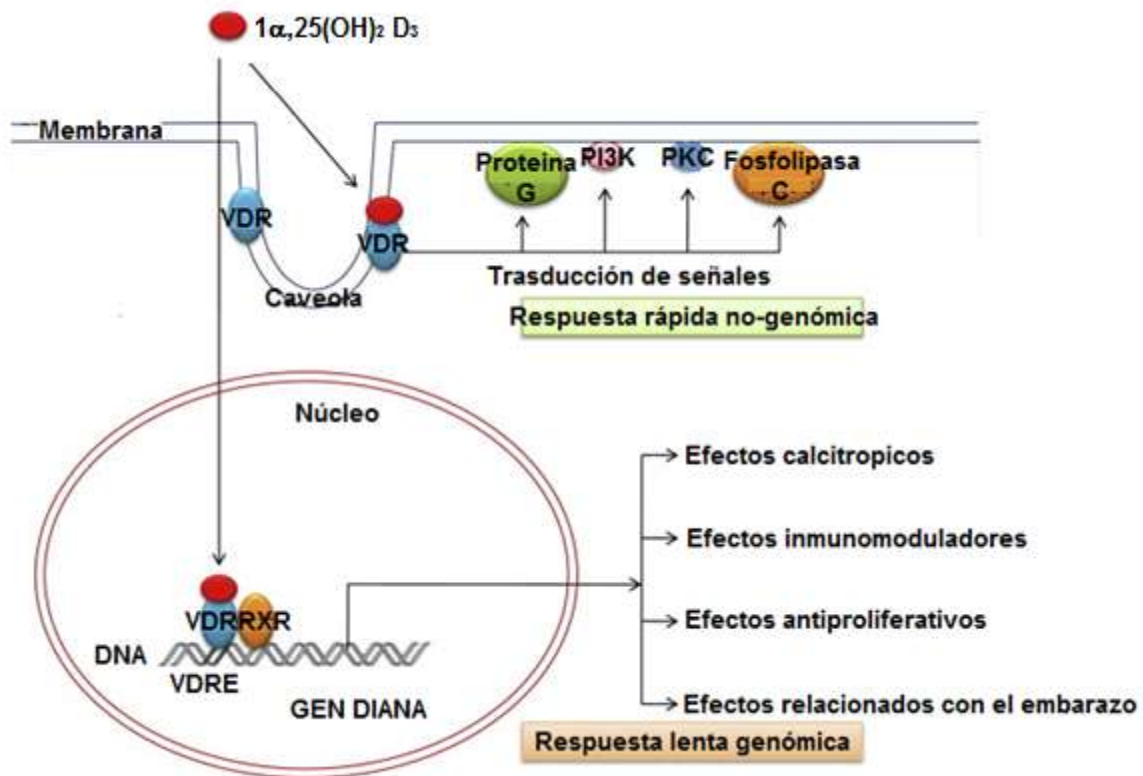 1α,25(OH)₂ D₃
Membrana
VDR
VDR
Caveola
Proteina
G
PI3K
PKC
Fosfolipasa
C
Trasducción de señales
Respuesta rápida no-genómica
Núcleo
VDR RXR
DNA
VDRE
GEN DIANA
Efectos calcitropicos
Efectos inmunomoduladores
Efectos antiproliferativos
Efectos relacionados con el embarazo
Respuesta lenta genómica